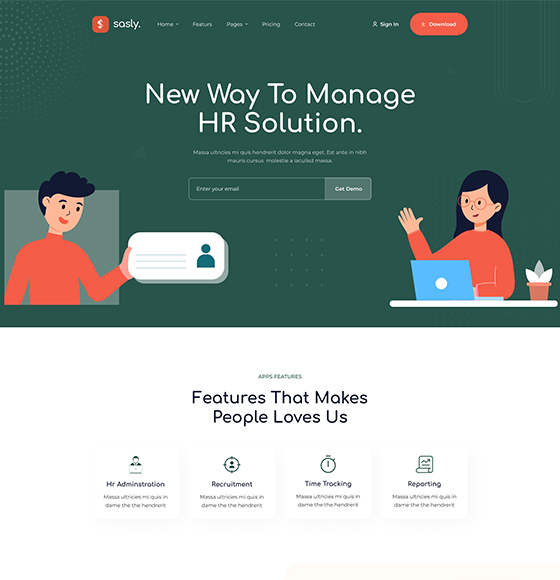 sasly.
Home Featurs Pages Pricing Contact
Sign In
Download
New Way To Manage
HR Solution.
Massa ultricies mi quis hendrerit dolor magna eget. Est ante in nibh
mauris cursus molestie a iaculisd massa.
Enter your email
Get Demo
APPS FEATURES
Features That Makes
People Loves Us
Hr Adminstration
Massa ultricies mi quis in
dame the the hendrerit
Recruitment
Massa ultricies mi quis in
dame the the hendrerit
Time Tracking
Massa ultricies mi quis in
dame the the hendrerit
Reporting
Massa ultricies mi quis in
dame the the hendrerit